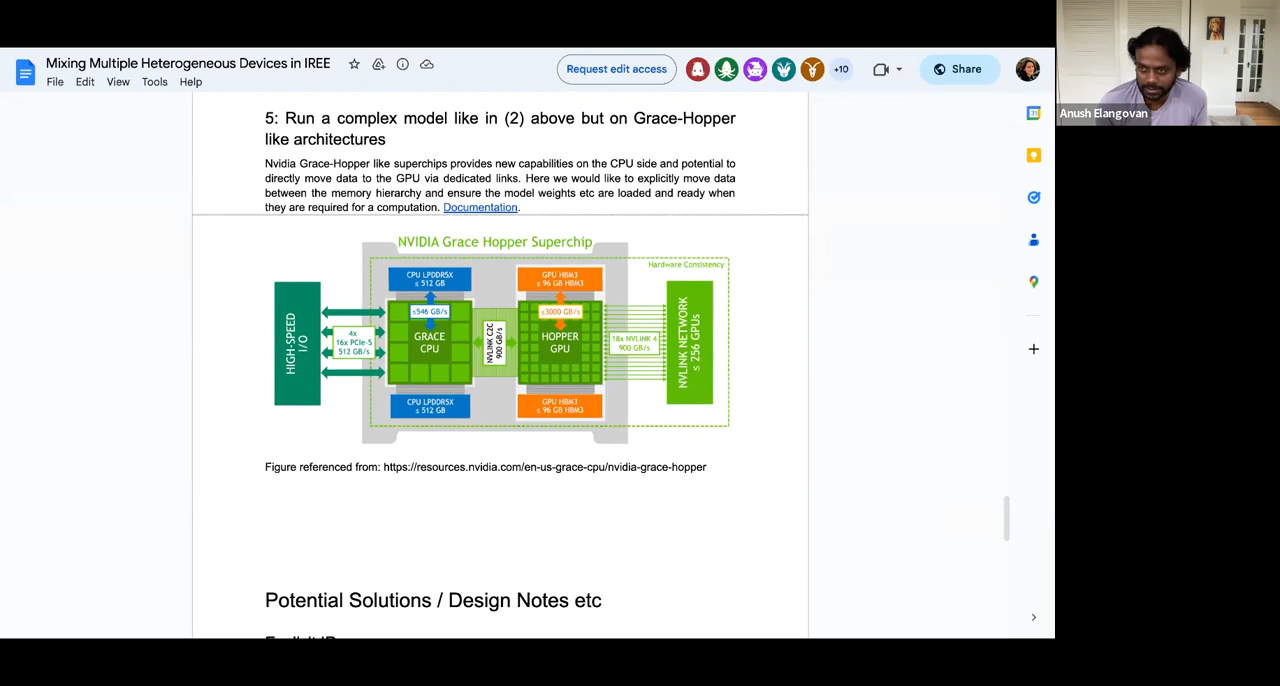 Mixing Multiple Heterogeneous Devices in IREE
File Edit View Tools Help
Request edit access
+10
Share
Anush Elangovan
5: Run a complex model like in (2) above but on Grace-Hopper
like architectures
Nvidia Grace-Hopper like superchips provides new capabilities on the CPU side and potential to
directly move data to the GPU via dedicated links. Here we would like to explicitly move data
between the memory hierarchy and ensure the model weights etc are loaded and ready when
they are required for a computation. Documentation.
NVIDIA Grace Hopper Superchip
Hardware Consistency
CPU LPDDR5X
≤ 512 GB
GPU HBM3
≤ 96 GB HBM3
HIGH-SPEED
I/O
4x
16x PCIe-5
512 GB/s
≤546 GB/s
GRACE
CPU
NVLINK C2C
900 GB/s
≤3000 GB/s
HOPPER
GPU
18x NVLINK 4
900 GB/s
NVLINK NETWORK
≤ 256 GPUs
CPU LPDDR5X
≤ 512 GB
GPU HBM3
≤ 96 GB HBM3
Figure referenced from: https://resources.nvidia.com/en-us-grace-cpu/nvidia-grace-hopper
Potential Solutions / Design Notes etc